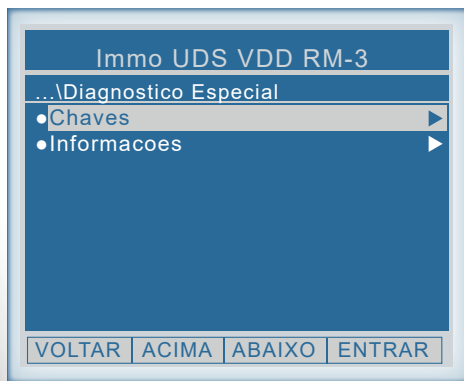 Immo UDS VDD RM-3
...\Diagnostico Especial
●Chaves ▶
●Informacoes ▶
VOLTAR ACIMA ABAIXO ENTRAR